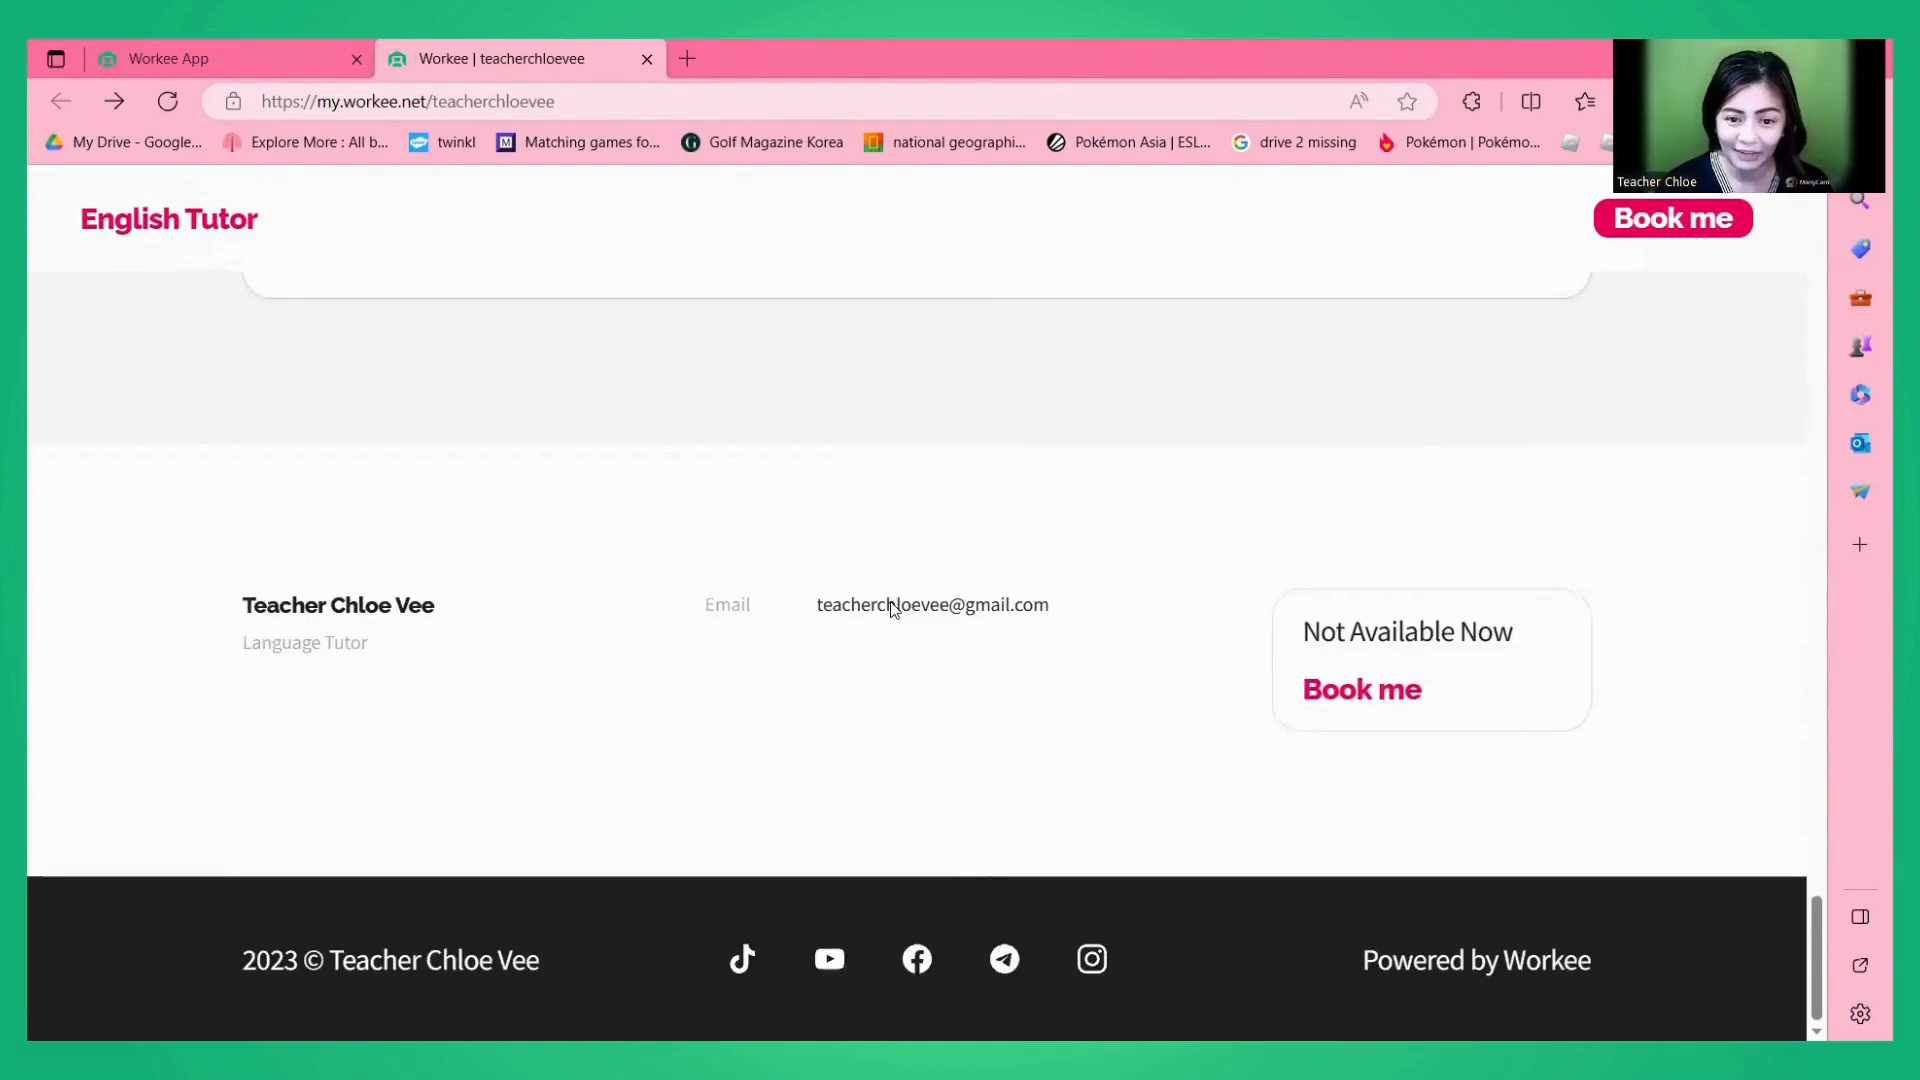 Workee App
Workee | teacherchloevee
https://my.workee.net/teacherchloevee
My Drive - Google...
Explore More : All b...
twinkl
Matching games fo...
Golf Magazine Korea
national geographi...
Pokémon Asia | ESL...
drive 2 missing
Pokémon | Pokémo...
Teacher Chloe
ManyCam
English Tutor
Book me
Teacher Chloe Vee
Language Tutor
Email
teacherchloevee@gmail.com
Not Available Now
Book me
2023 © Teacher Chloe Vee
Powered by Workee